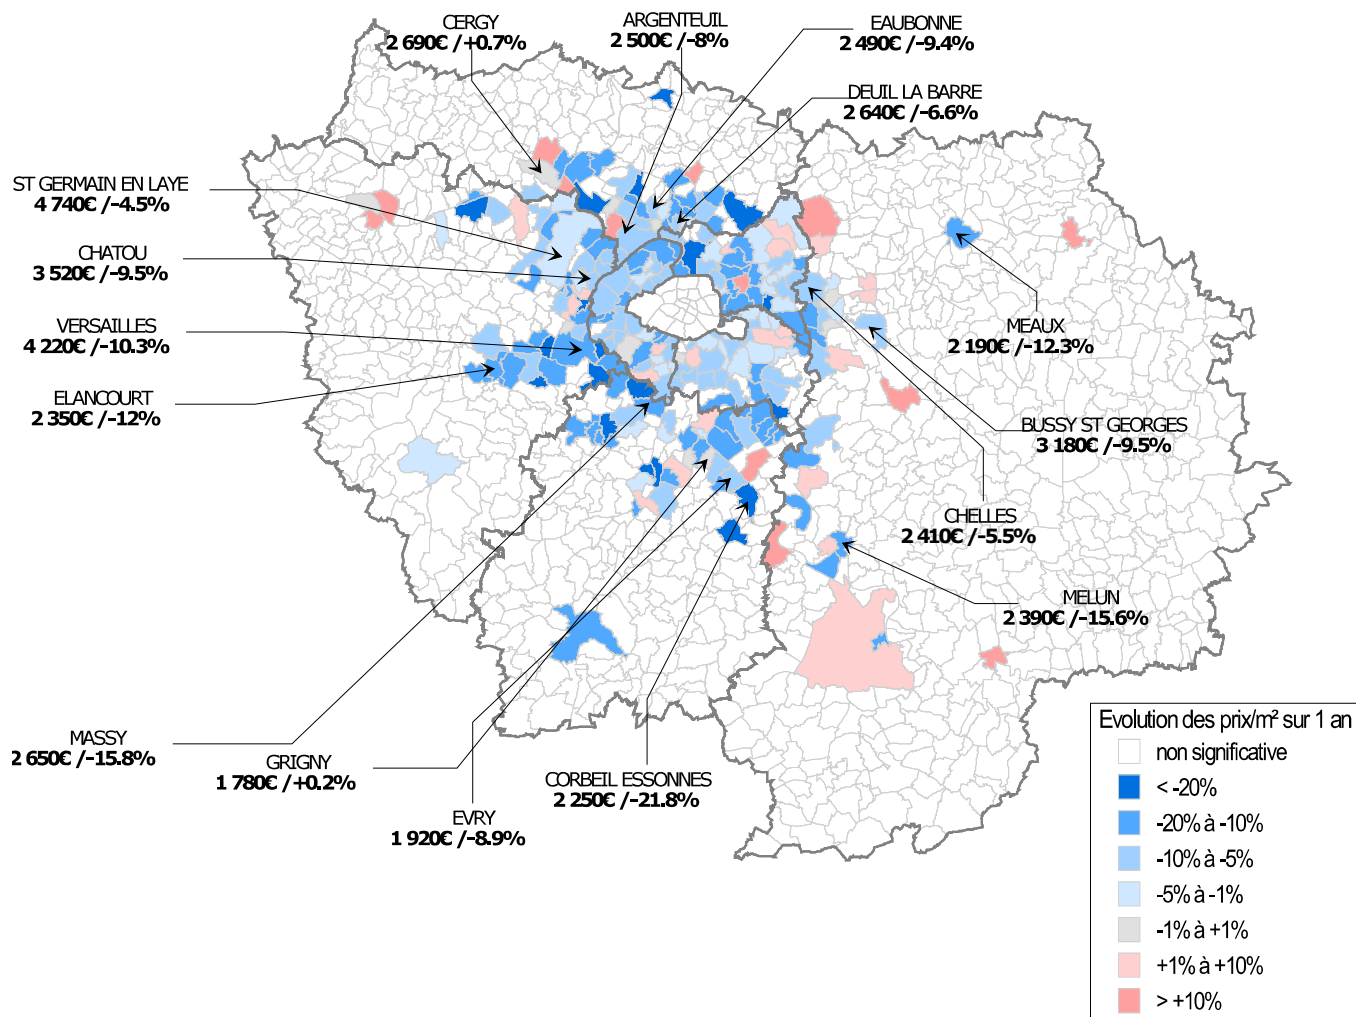 CERGY
2 690€ /+0.7%
ARGENTEUIL
2 500€ /-8%
EAUBONNE
2 490€ /-9.4%
DEUIL LA BARRE
2 640€ /-6.6%
ST GERMAIN EN LAYE
4 740€ /-4.5%
CHATOU
3 520€ /-9.5%
VERSAILLES
4 220€ /-10.3%
ELANCOURT
2 350€ /-12%
MEAUX
2 190€ /-12.3%
BUSSY ST GEORGES
3 180€ /-9.5%
CHELLES
2 410€ /-5.5%
MELUN
2 390€ /-15.6%
MASSY
2 650€ /-15.8%
GRIGNY
1 780€ /+0.2%
EVRY
1 920€ /-8.9%
CORBEIL ESSONNES
2 250€ /-21.8%
Evolution des prix/m² sur 1 an
non significative
< -20%
-20% à -10%
-10% à -5%
-5% à -1%
-1% à +1%
+1% à +10%
> +10%